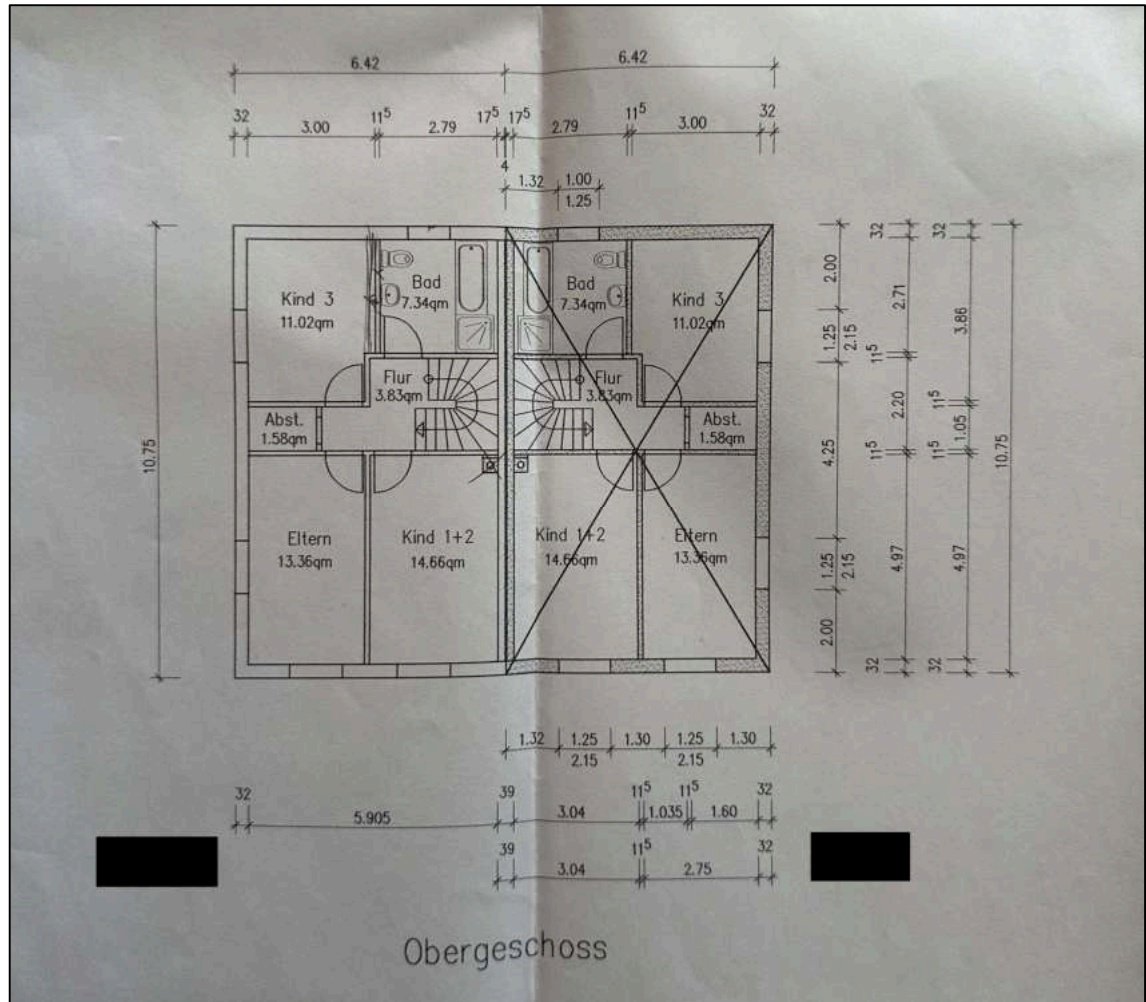 6.42 6.42
32 3.00 11⁵ 2.79 17⁵ 17⁵ 2.79 11⁵ 3.00 32
4
1.32 1.00
1.25
Kind 3
11.02qm
Bad
7.34qm
Bad
7.34qm
Kind 3
11.02qm
Flur
3.83qm
Flur
3.83qm
Abst.
1.58qm
Abst.
1.58qm
Eltern
13.36qm
Kind 1+2
14.66qm
Kind 1+2
14.66qm
Eltern
13.36qm
10.75
2.00 1.25 4.25 1.25 2.00
2.15 2.15
32 2.71 11⁵ 2.20 11⁵ 4.97 32
32 3.86 11⁵ 1.05 11⁵ 4.97 32
10.75
1.32 1.25 1.30 1.25 1.30
2.15 2.15
32 5.905 39 3.04 11⁵ 1.035 11⁵ 1.60 32
39 3.04 11⁵ 2.75 32
Obergeschoss